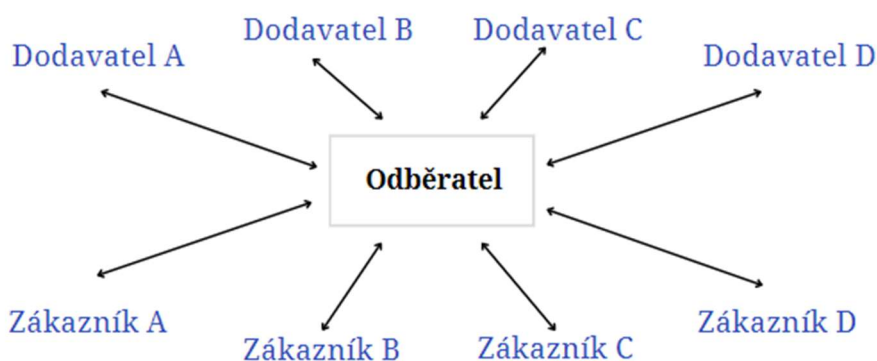 Dodavatel A
Dodavatel B
Dodavatel C
Dodavatel D
Odběratel
Zákazník A
Zákazník B
Zákazník C
Zákazník D